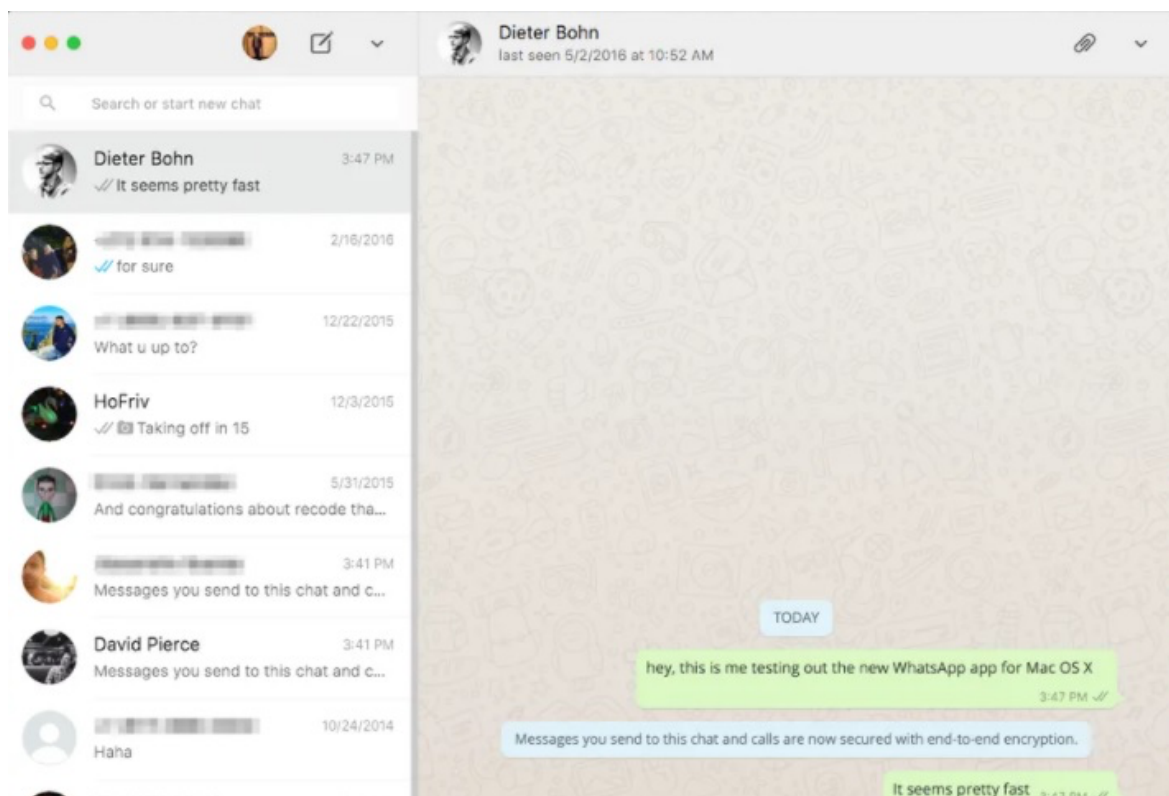 Dieter Bohn
last seen 5/2/2016 at 10:52 AM
Search or start new chat
Dieter Bohn
3:47 PM
It seems pretty fast
2/16/2016
for sure
12/22/2015
What u up to?
HoFriv
12/3/2015
Taking off in 15
5/31/2015
And congratulations about recode tha...
3:41 PM
Messages you send to this chat and c...
David Pierce
3:41 PM
Messages you send to this chat and c...
10/24/2014
Haha
TODAY
hey, this is me testing out the new WhatsApp app for Mac OS X
3:47 PM
Messages you send to this chat and calls are now secured with end-to-end encryption.
It seems pretty fast
3:47 PM